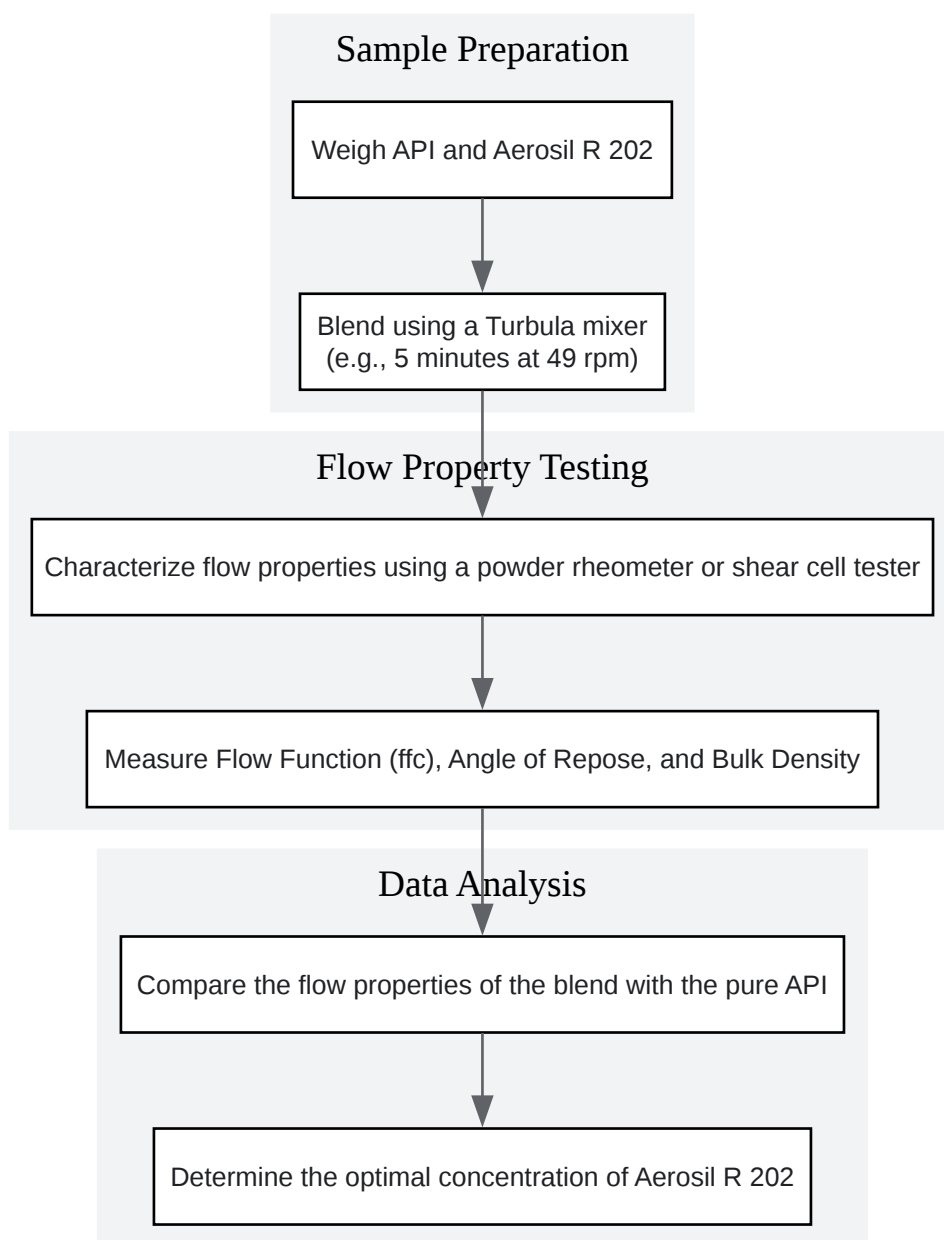 Sample Preparation
Weigh API and Aerosil R 202
Blend using a Turbula mixer
(e.g., 5 minutes at 49 rpm)
Flow Property Testing
Characterize flow properties using a powder rheometer or shear cell tester
Measure Flow Function (ffc), Angle of Repose, and Bulk Density
Data Analysis
Compare the flow properties of the blend with the pure API
Determine the optimal concentration of Aerosil R 202